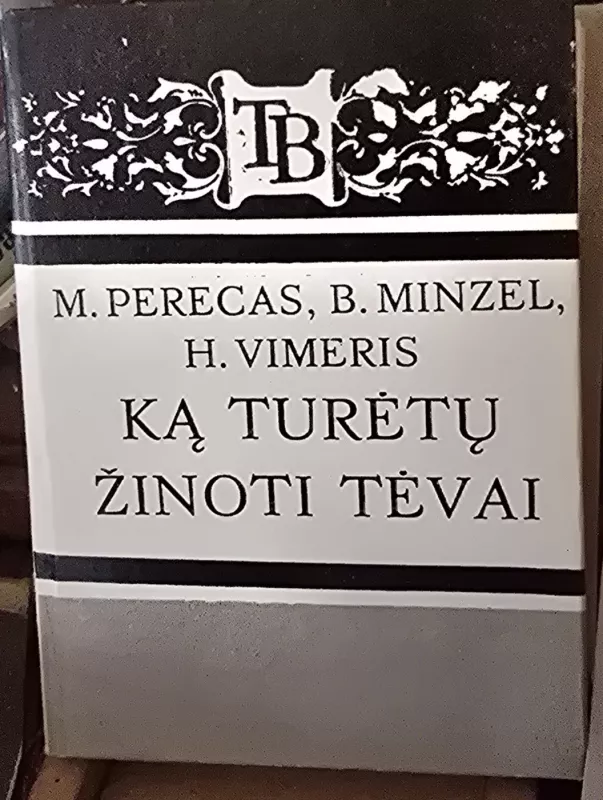 TB
M. PERECAS, B. MINZEL,
H. VIMERIS
KĄ TURĖTŲ
ŽINOTI TĖVAI